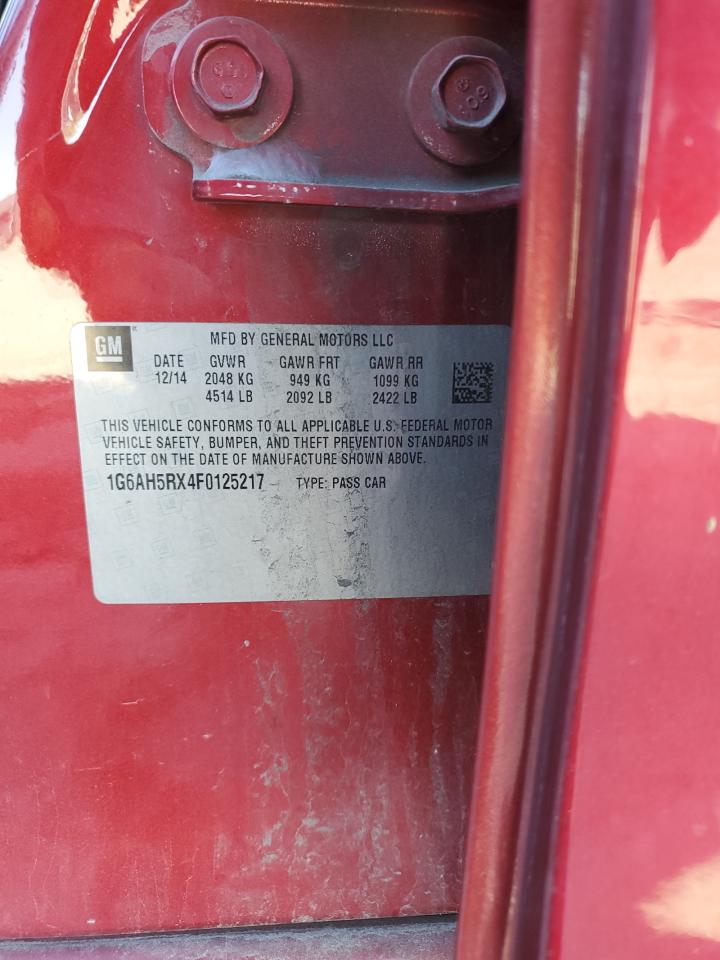 GM
MFD BY GENERAL MOTORS LLC
DATE GVWR GAWR FRT GAWR RR
12/14 2048 KG 949 KG 1099 KG
4514 LB 2092 LB 2422 LB
THIS VEHICLE CONFORMS TO ALL APPLICABLE U.S. FEDERAL MOTOR
VEHICLE SAFETY, BUMPER, AND THEFT PREVENTION STANDARDS IN
EFFECT ON THE DATE OF MANUFACTURE SHOWN ABOVE.
1G6AH5RX4F0125217 TYPE: PASS CAR